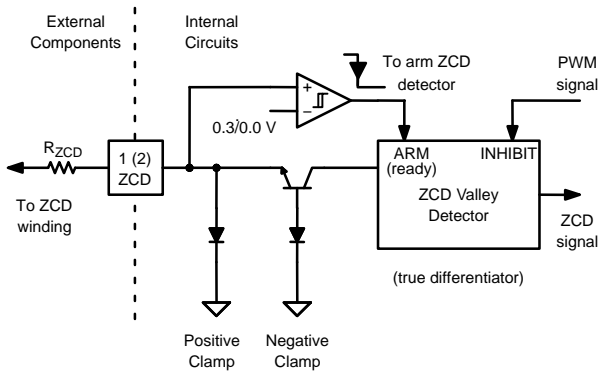 External
Components
Internal
Circuits
To arm ZCD
detector
PWM
signal
+
−
0.3/0.0 V
RZCD
1 (2)
ZCD
ARM
(ready)
INHIBIT
ZCD Valley
Detector
To ZCD
winding
ZCD
signal
(true differentiator)
Positive
Clamp
Negative
Clamp